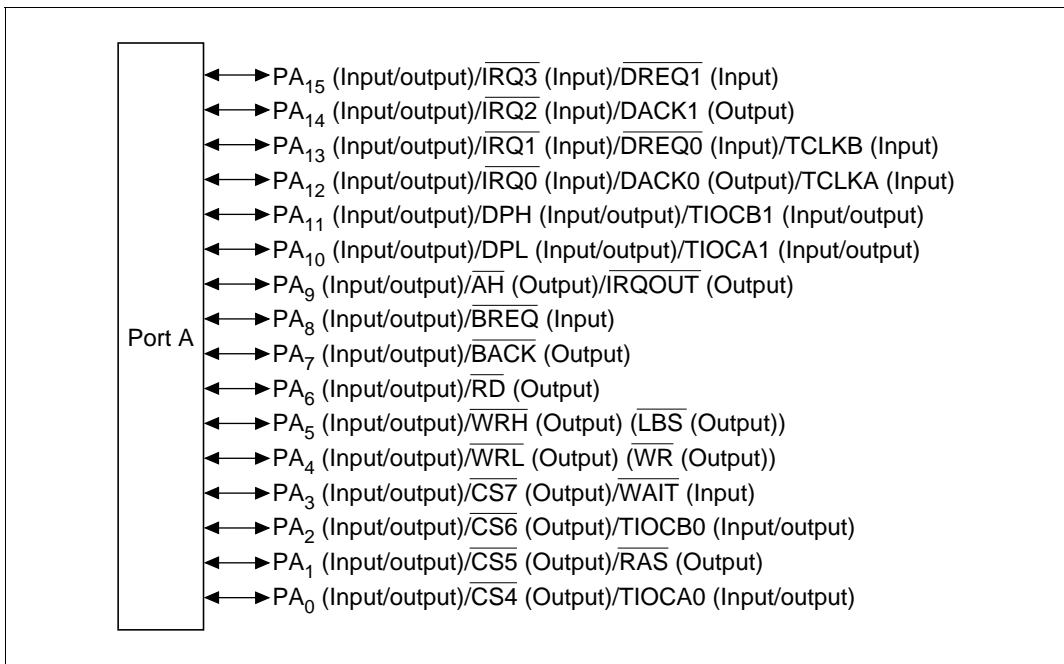 PA15 (Input/output)/IRQ3 (Input)/DREQ1 (Input)
PA14 (Input/output)/IRQ2 (Input)/DACK1 (Output)
PA13 (Input/output)/IRQ1 (Input)/DREQ0 (Input)/TCLKB (Input)
PA12 (Input/output)/IRQ0 (Input)/DACK0 (Output)/TCLKA (Input)
PA11 (Input/output)/DPH (Input/output)/TIOCB1 (Input/output)
PA10 (Input/output)/DPL (Input/output)/TIOCA1 (Input/output)
PA9 (Input/output)/AH (Output)/IRQOUT (Output)
PA8 (Input/output)/BREQ (Input)
Port A
PA7 (Input/output)/BACK (Output)
PA6 (Input/output)/RD (Output)
PA5 (Input/output)/WRH (Output) (LBS (Output))
PA4 (Input/output)/WRL (Output) (WR (Output))
PA3 (Input/output)/CS7 (Output)/WAIT (Input)
PA2 (Input/output)/CS6 (Output)/TIOCB0 (Input/output)
PA1 (Input/output)/CS5 (Output)/RAS (Output)
PA0 (Input/output)/CS4 (Output)/TIOCA0 (Input/output)